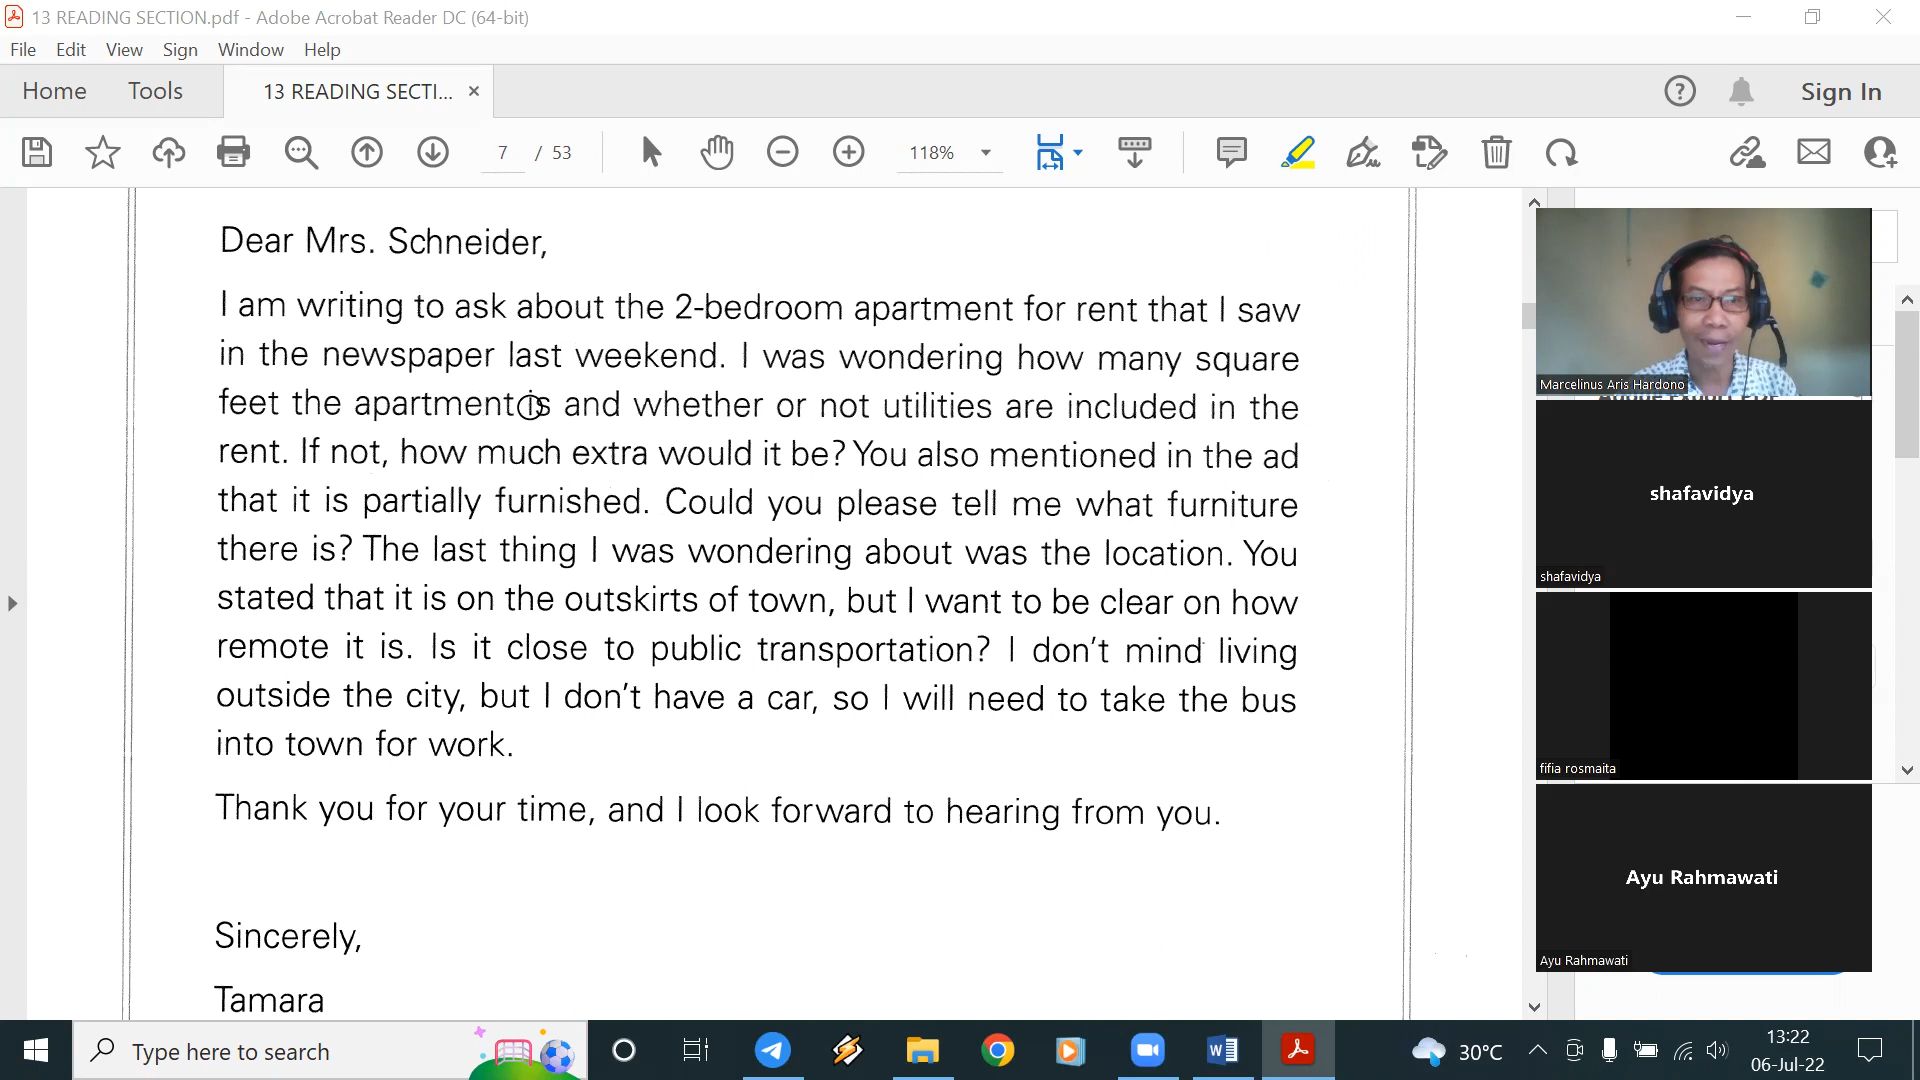 13 READING SECTION.pdf - Adobe Acrobat Reader DC (64-bit)
File Edit View Sign Window Help
Home Tools 13 READING SECTI... × Sign In
7 / 53 118%
Dear Mrs. Schneider,
I am writing to ask about the 2-bedroom apartment for rent that I saw
in the newspaper last weekend. I was wondering how many square
feet the apartment is and whether or not utilities are included in the
rent. If not, how much extra would it be? You also mentioned in the ad
that it is partially furnished. Could you please tell me what furniture
there is? The last thing I was wondering about was the location. You
stated that it is on the outskirts of town, but I want to be clear on how
remote it is. Is it close to public transportation? I don't mind living
outside the city, but I don't have a car, so I will need to take the bus
into town for work.
Thank you for your time, and I look forward to hearing from you.
Sincerely,
Tamara
Marcelinus Aris Hardono
shafavidya
shafavidya
fifia rosmaita
Ayu Rahmawati
Ayu Rahmawati
Type here to search
30°C
13:22
06-Jul-22